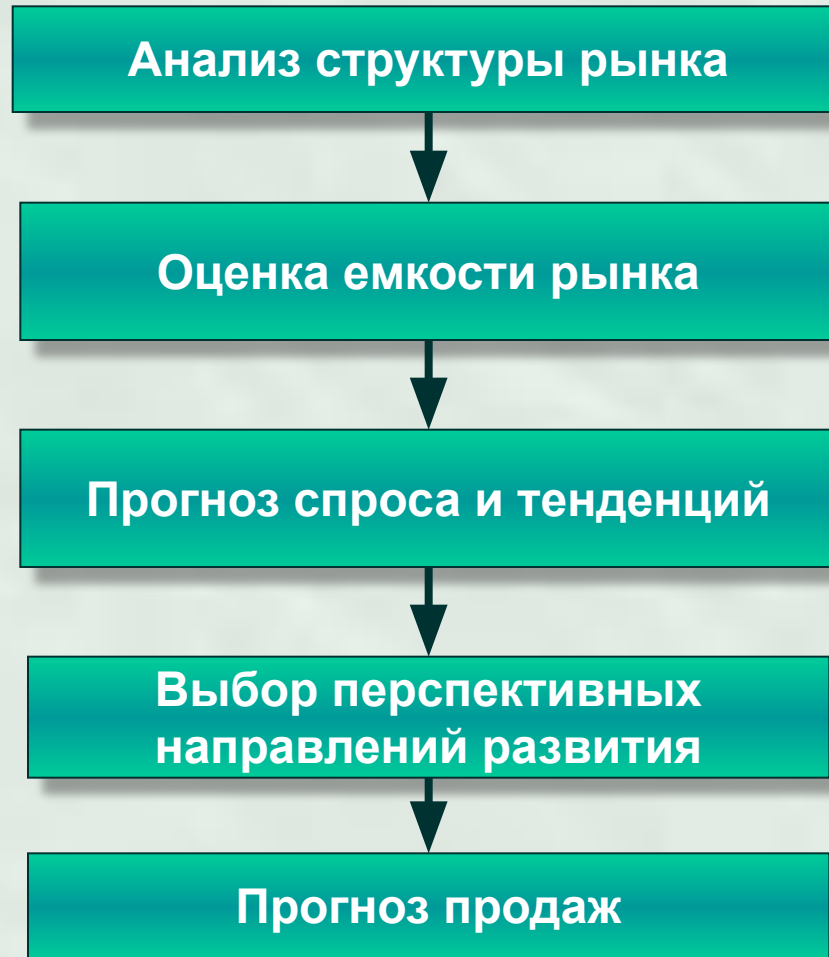 Анализ структуры рынка
Оценка емкости рынка
Прогноз спроса и тенденций
Выбор перспективных
направлений развития
Прогноз продаж